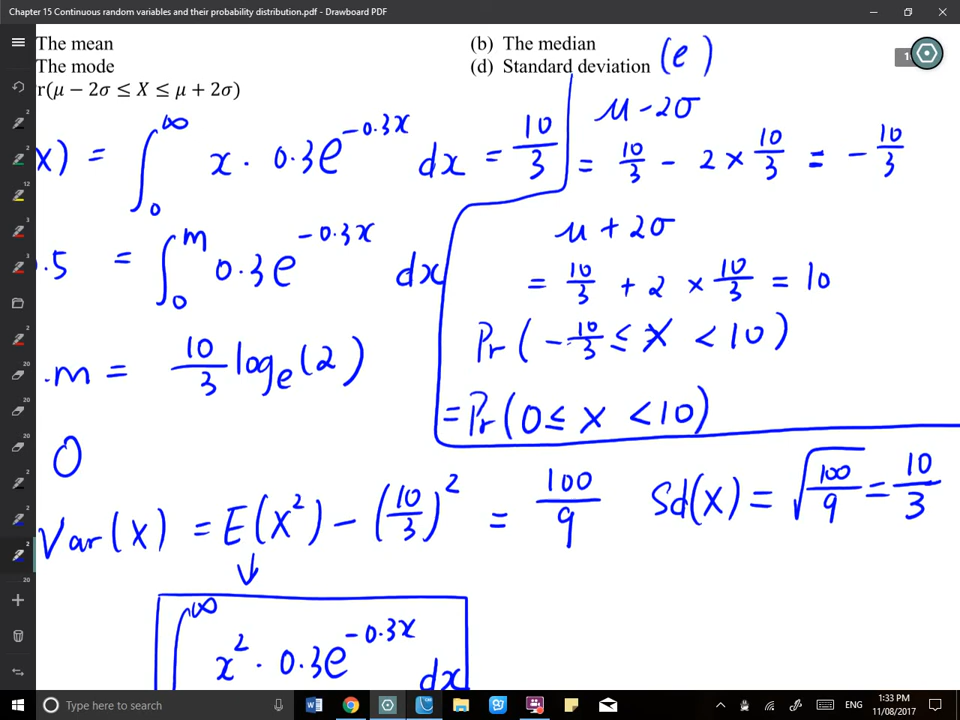 Chapter 15 Continuous random variables and their probability distribution.pdf - Drawboard PDF
The mean
(b) The median
The mode
(d) Standard deviation
(e)
r(μ − 2σ ≤ X ≤ μ + 2σ)
x) = ∫₀^∞ x · 0.3e^(-0.3x) dx = 10/3
.5 = ∫₀^m 0.3e^(-0.3x) dx
.m = 10/3 logₑ(2)
0
μ - 2σ
= 10/3 - 2 × 10/3 = - 10/3
μ + 2σ
= 10/3 + 2 × 10/3 = 10
Pr(-10/3 ≤ X < 10)
= Pr(0 ≤ X < 10)
Var(X) = E(X²) - (10/3)² = 100/9
Sd(X) = √(100/9) = 10/3
∫^∞ x² · 0.3e^(-0.3x) dx
Type here to search
ENG
1:33 PM
11/08/2017